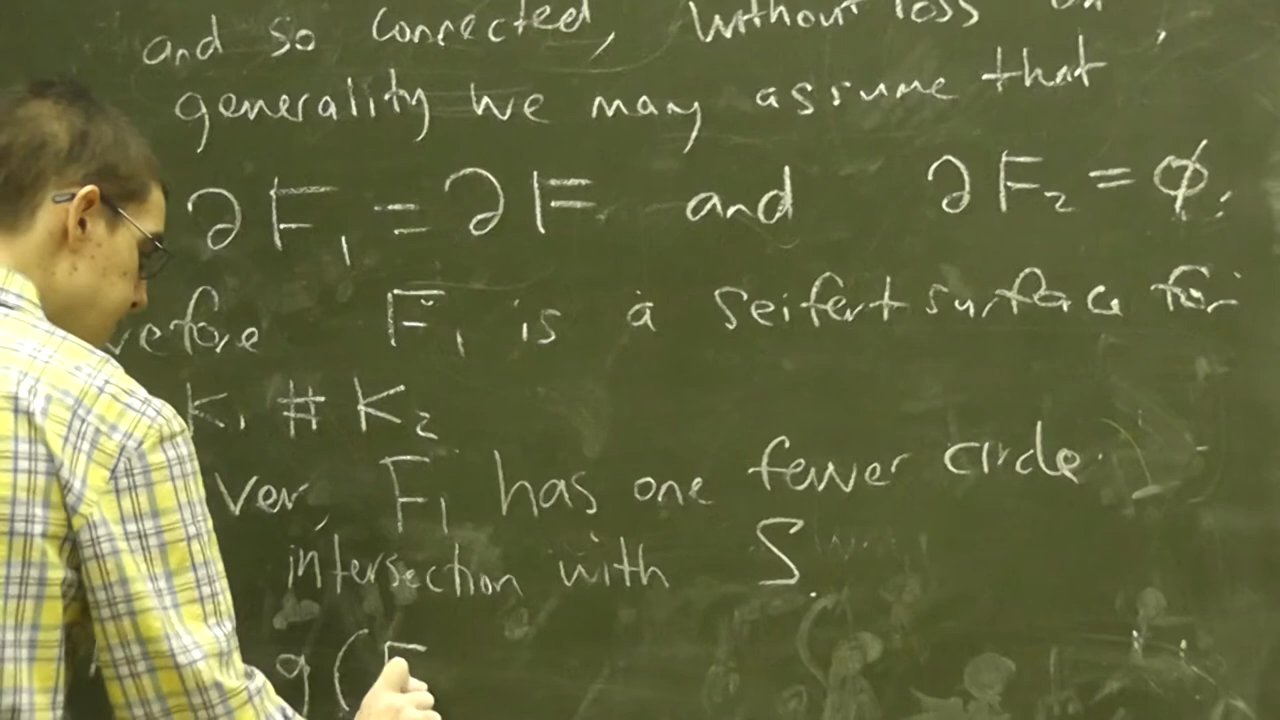 and so connected, Without loss
generality we may assume that
∂F₁ = ∂F and ∂F₂ = ϕ.
refore F₁ is a Seifert surface for
K₁ # K₂
ver, F₁ has one fewer circle
intersection with S.
g(F